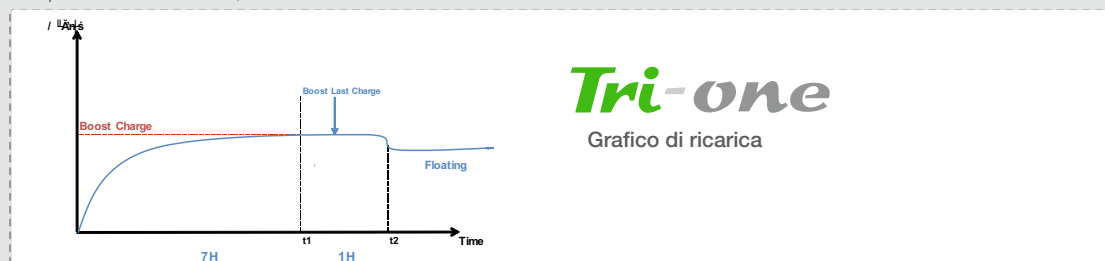 Boost Last Charge
Boost Charge
Floating
t1
t2
Time
7H
1H
Tri-one
Grafico di ricarica